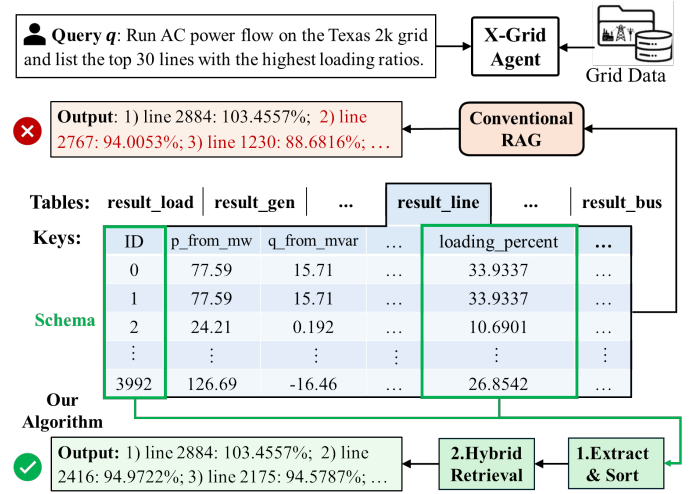 Query q: Run AC power flow on the Texas 2k grid
and list the top 30 lines with the highest loading ratios.
X-Grid
Agent
Grid Data
Output: 1) line 2884: 103.4557%; 2) line
2767: 94.0053%; 3) line 1230: 88.6816%; ...
Conventional
RAG
Tables: result_load result_gen ... result_line ... result_bus
Keys: ID p_from_mw q_from_mvar ... loading_percent ...
0 77.59 15.71 33.9337
1 77.59 15.71 ... 33.9337 ...
Schema
2 24.21 0.192 ... 10.6901 ...
⋮ ⋮ ⋮ ⋮ ⋮ ⋮
3992 126.69 -16.46 ... 26.8542 ...
Our
Algorithm
Output: 1) line 2884: 103.4557%; 2) line
2416: 94.9722%; 3) line 2175: 94.5787%; ...
2.Hybrid
Retrieval
1.Extract
& Sort